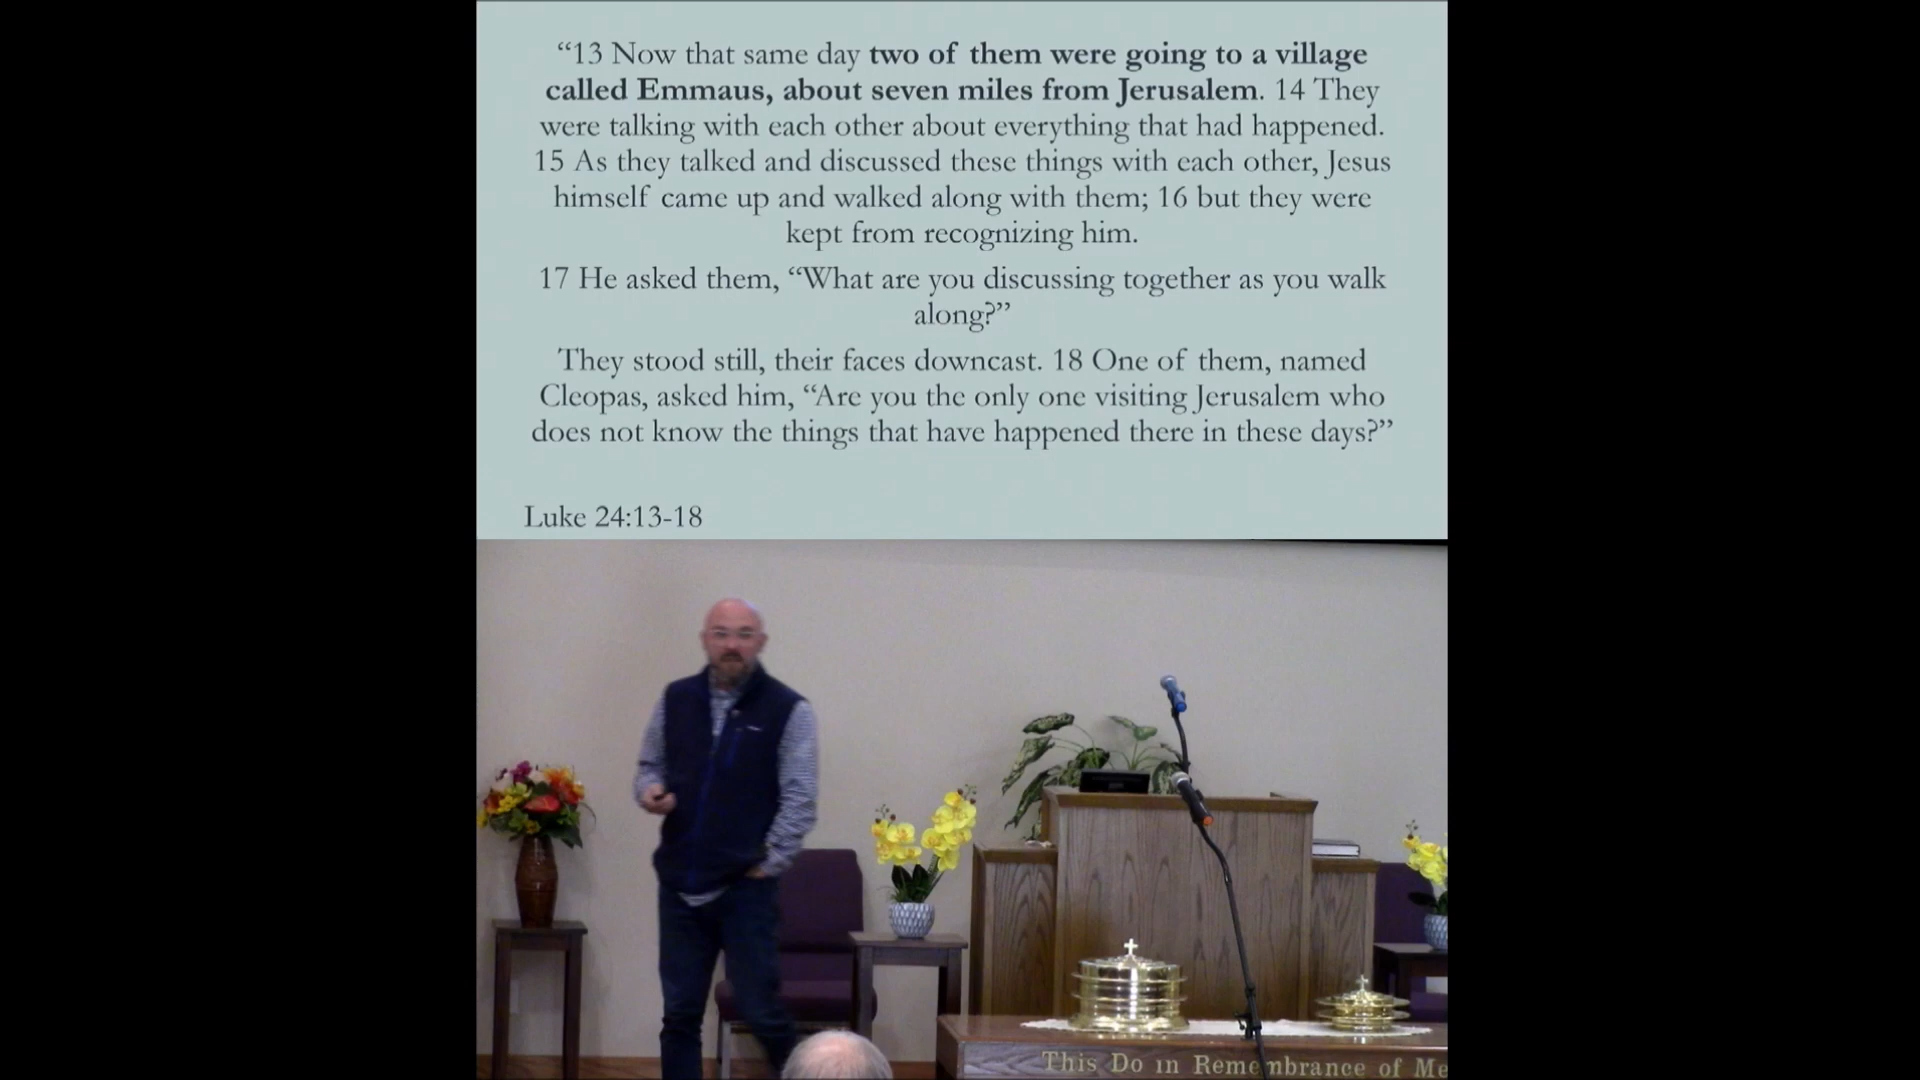 “13 Now that same day two of them were going to a village
called Emmaus, about seven miles from Jerusalem. 14 They
were talking with each other about everything that had happened.
15 As they talked and discussed these things with each other, Jesus
himself came up and walked along with them; 16 but they were
kept from recognizing him.
17 He asked them, “What are you discussing together as you walk
along?”
They stood still, their faces downcast. 18 One of them, named
Cleopas, asked him, “Are you the only one visiting Jerusalem who
does not know the things that have happened there in these days?”
Luke 24:13-18
This Do in Remembrance of Me